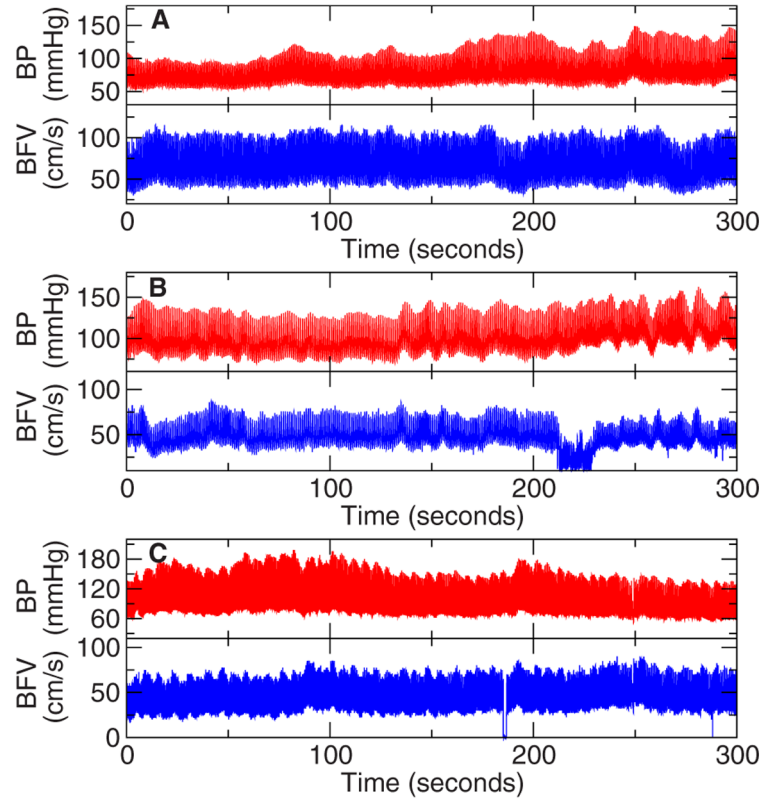 A
BP
(mmHg)
150
100
50
BFV
(cm/s)
100
50
0 100 200 300
Time (seconds)
B
BP
(mmHg)
150
100
BFV
(cm/s)
100
50
0 100 200 300
Time (seconds)
C
BP
(mmHg)
180
120
60
BFV
(cm/s)
100
50
0
0 100 200 300
Time (seconds)